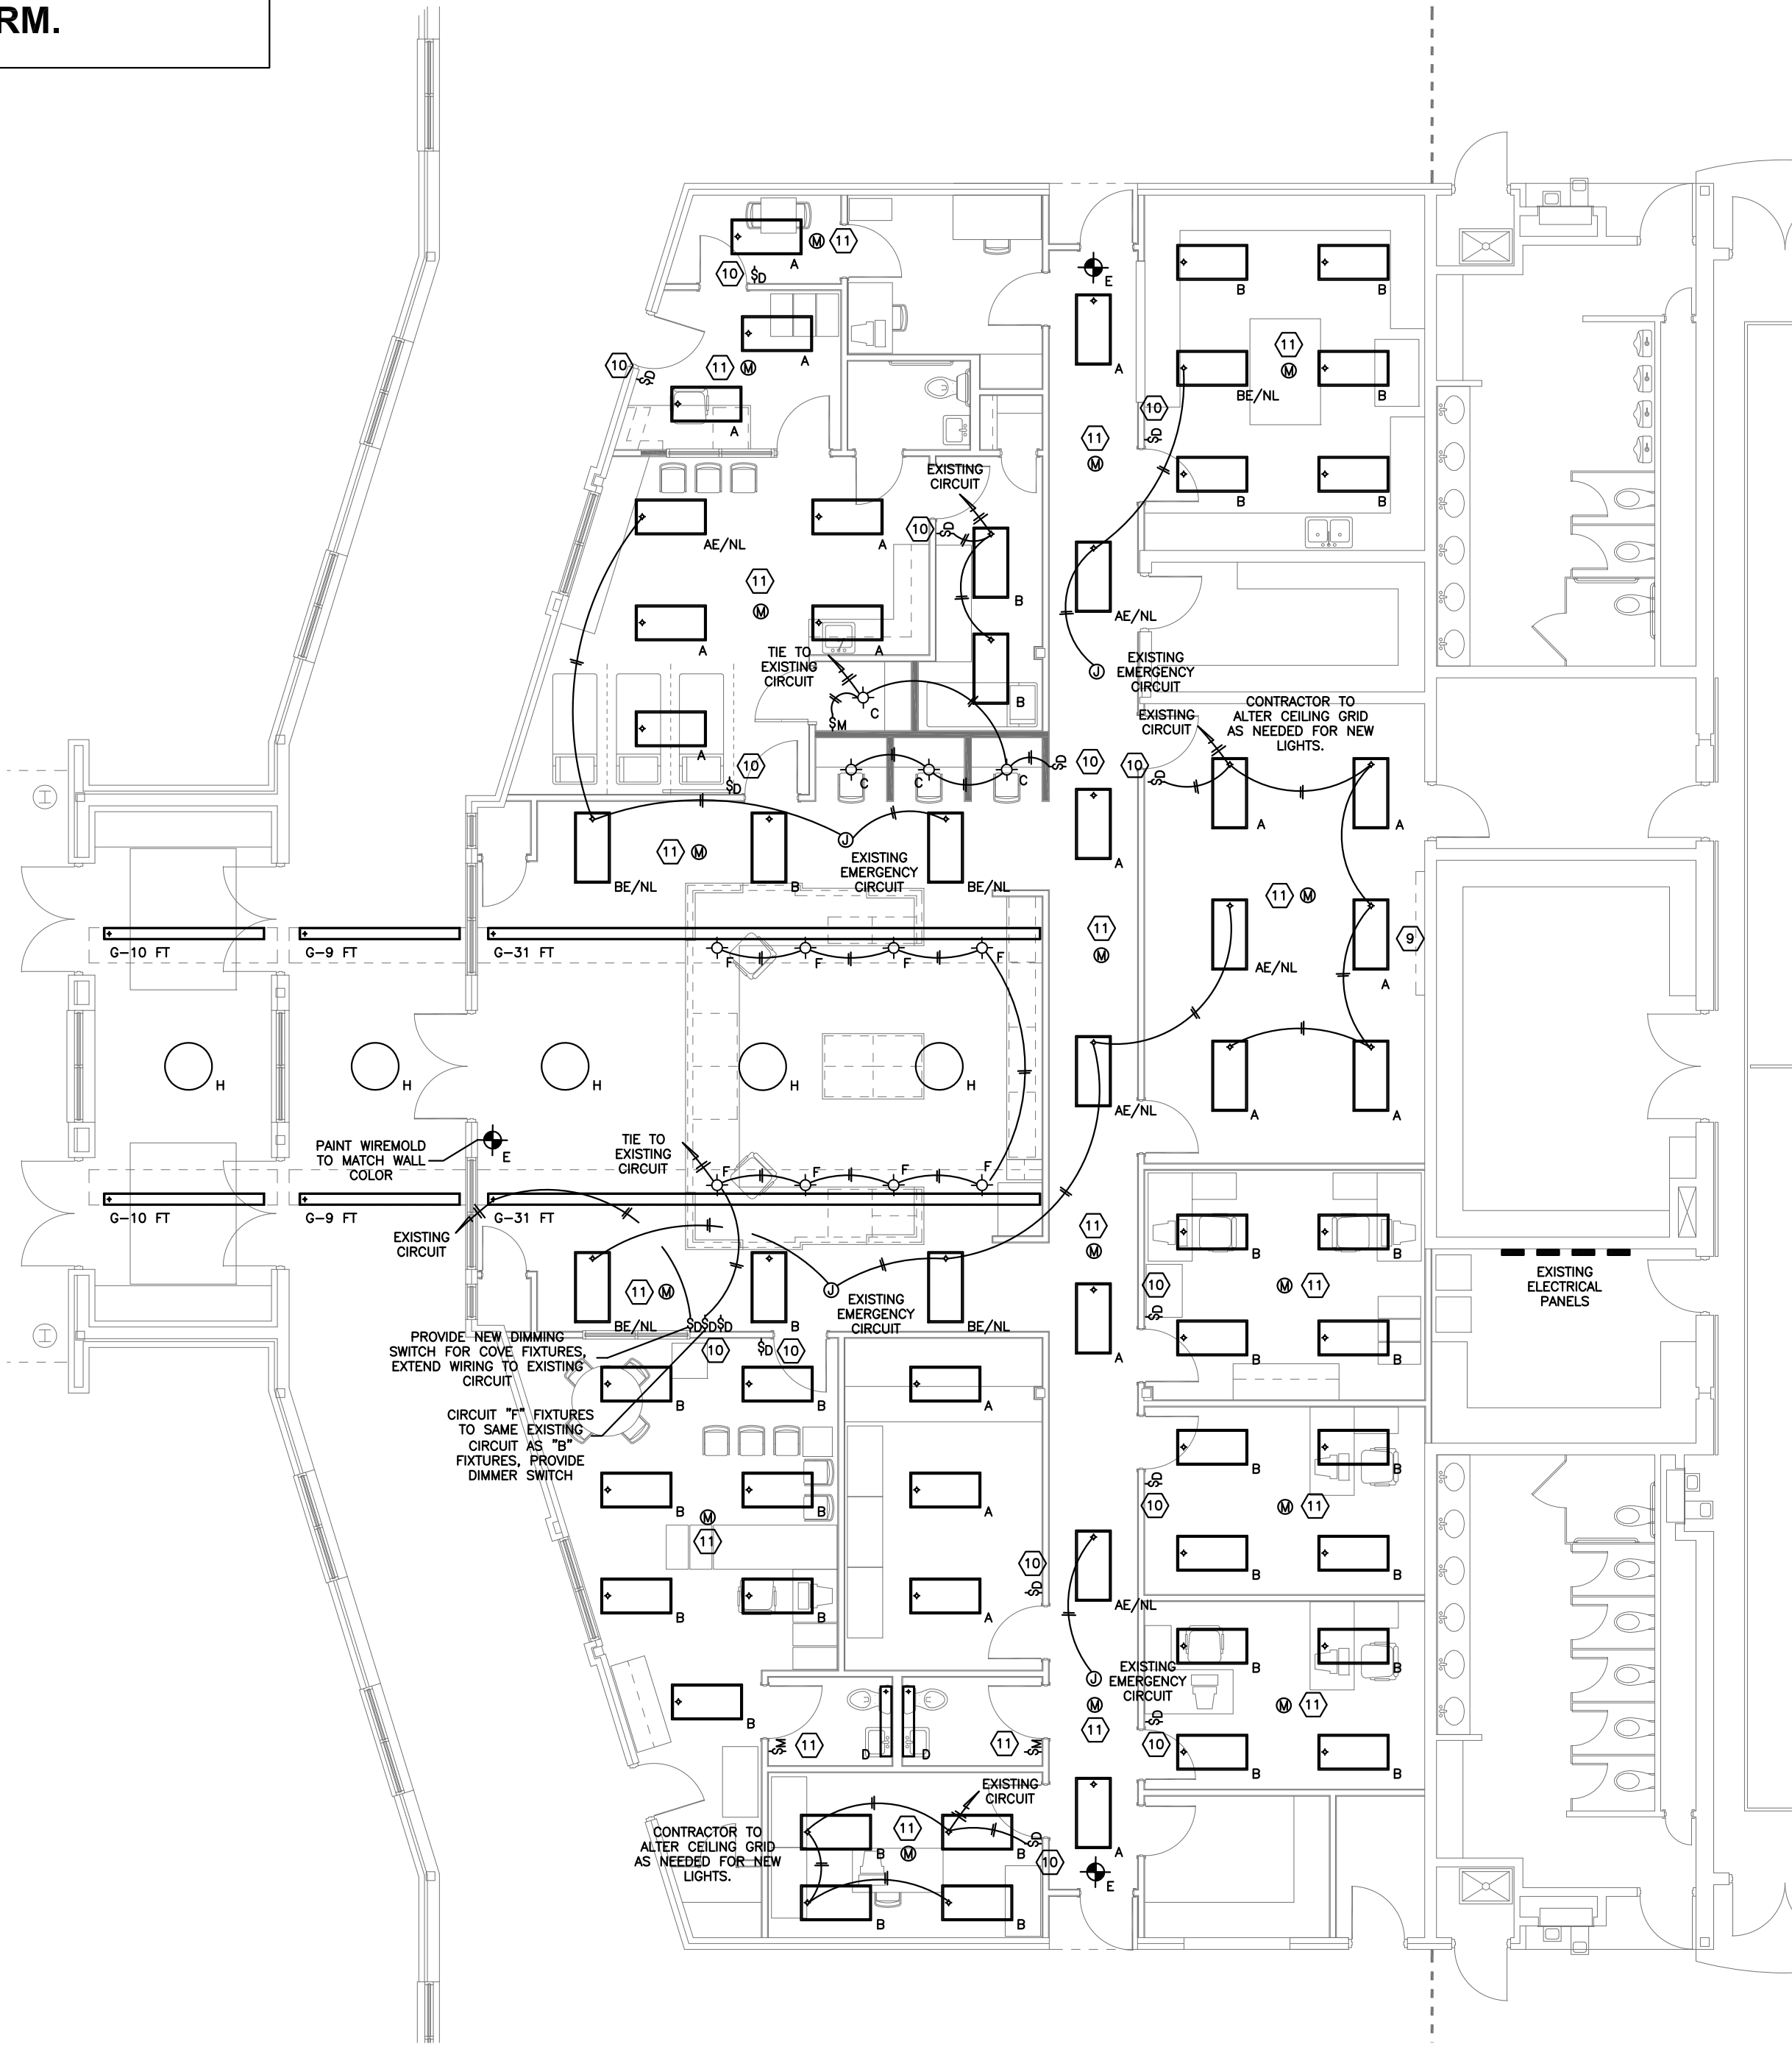 RM.
M
11
A
10
$D
E
A
10
11
M
$D
A
A
B
B
11
M
BE/NL
B
10
$D
11
M
B
B
EXISTING
CIRCUIT
AE/NL
A
10
$D
B
11
M
AE/NL
A
A
TIE TO
EXISTING
CIRCUIT
C
$M
B
J
EXISTING
EMERGENCY
CIRCUIT
EXISTING
CIRCUIT
CONTRACTOR TO
ALTER CEILING GRID
AS NEEDED FOR NEW
LIGHTS.
A
10
$D
C
C
C
$D
10
10
$D
A
A
H
A
11
M
J
EXISTING
EMERGENCY
CIRCUIT
BE/NL
B
BE/NL
11
M
G-10 FT
G-9 FT
G-31 FT
F
F
F
F
11
M
AE/NL
A
9
H
H
H
H
H
AE/NL
A
A
PAINT WIREMOLD
TO MATCH WALL
COLOR
E
TIE TO
EXISTING
CIRCUIT
F
F
F
F
G-10 FT
G-9 FT
G-31 FT
EXISTING
CIRCUIT
11
M
B
B
11
M
J
EXISTING
EMERGENCY
CIRCUIT
BE/NL
B
BE/NL
10
$D
M
11
EXISTING
ELECTRICAL
PANELS
H
$D$D$D
A
B
B
PROVIDE NEW DIMMING
SWITCH FOR COVE FIXTURES,
EXTEND WIRING TO EXISTING
CIRCUIT
10
$D
10
B
B
A
CIRCUIT "F" FIXTURES
TO SAME EXISTING
CIRCUIT AS "B"
FIXTURES, PROVIDE
DIMMER SWITCH
B
B
$D
10
M
11
B
B
A
M
11
10
$D
B
B
B
B
A
AE/NL
B
B
J
EXISTING
EMERGENCY
CIRCUIT
M
11
M
11
B
$M
11
D
D
11
$M
$D
10
B
B
EXISTING
CIRCUIT
CONTRACTOR TO
ALTER CEILING GRID
AS NEEDED FOR NEW
LIGHTS.
11
M
B
B
$D
10
A
E
B
B